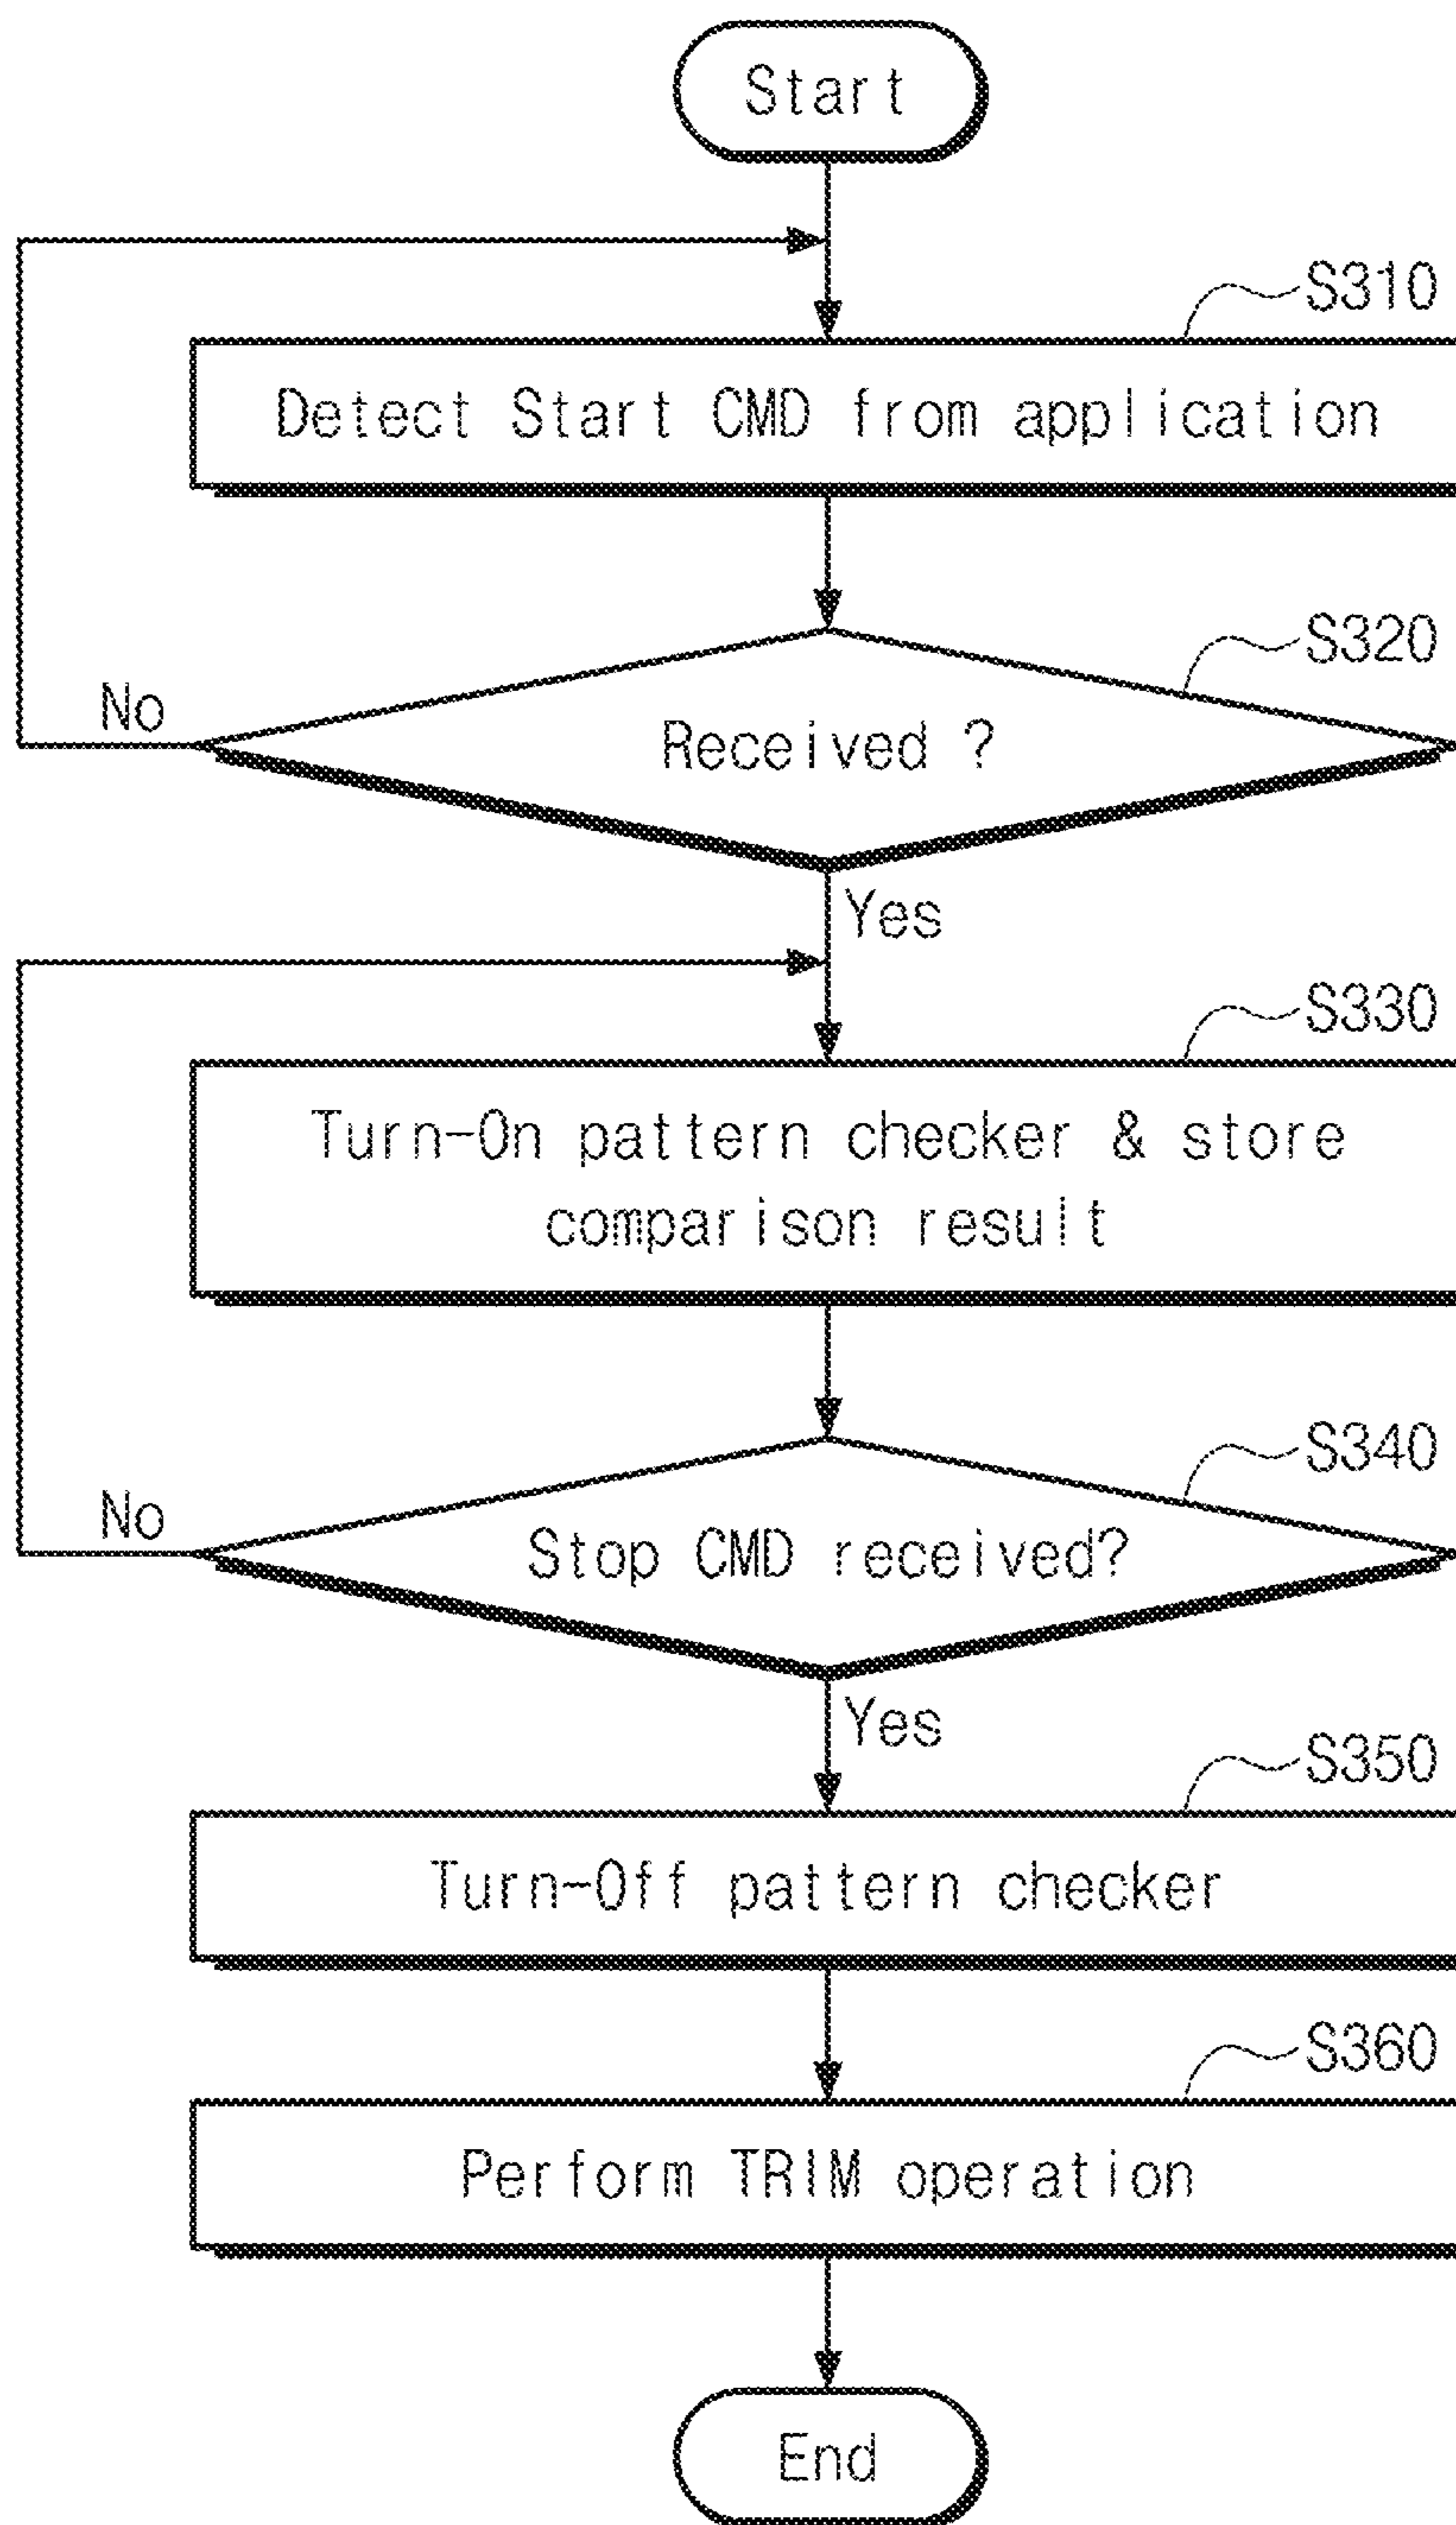 Start
S310
Detect Start CMD from application
S320
No
Received ?
Yes
S330
Turn-On pattern checker & store
comparison result
S340
No
Stop CMD received?
Yes
S350
Turn-Off pattern checker
S360
Perform TRIM operation
End